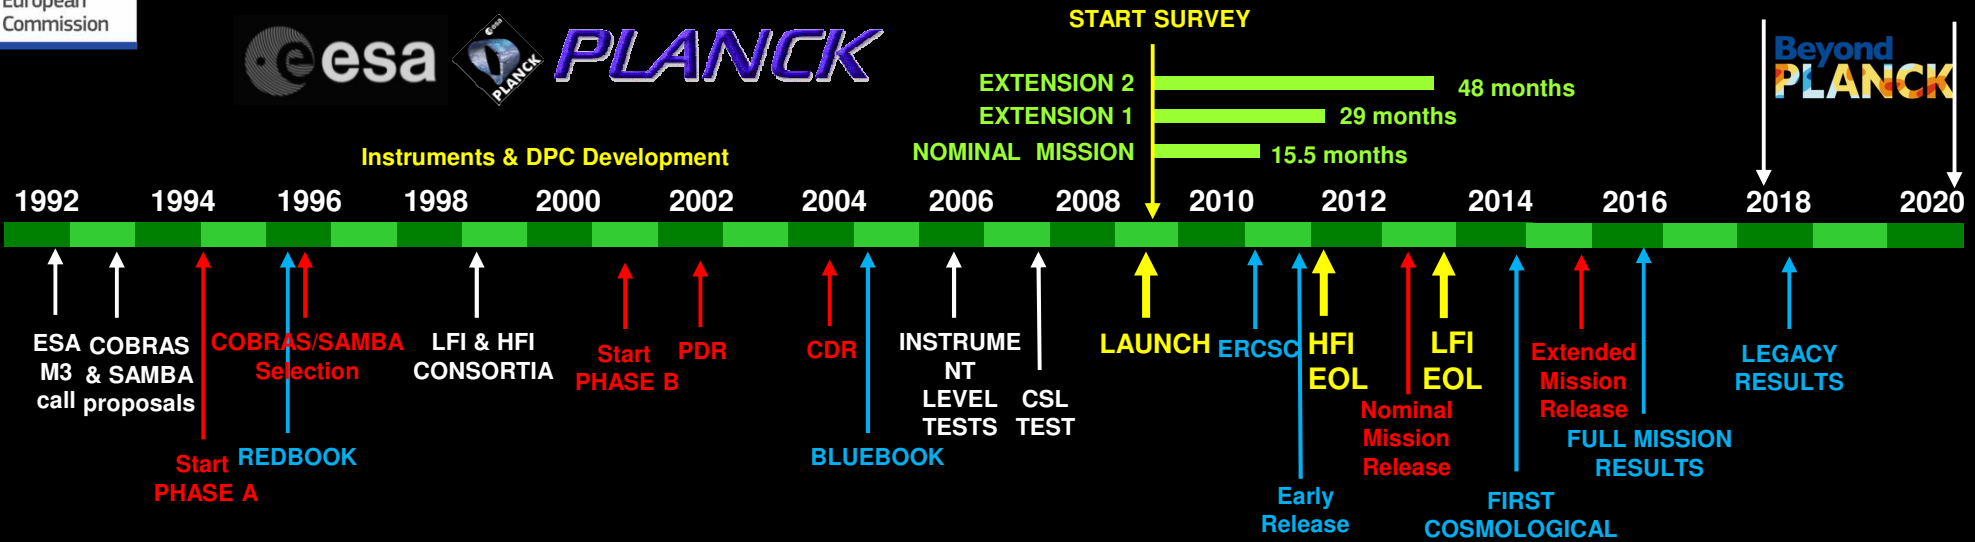 European
Commission
esa
esa
PLANCK
PLANCK
START SURVEY
EXTENSION 2
48 months
EXTENSION 1
29 months
NOMINAL MISSION
15.5 months
Beyond
PLANCK
Instruments & DPC Development
1992 1994 1996 1998 2000 2002 2004 2006 2008 2010 2012 2014 2016 2018 2020
ESA
M3
call
COBRAS
& SAMBA
proposals
Start
PHASE A
REDBOOK
COBRAS/SAMBA
Selection
LFI & HFI
CONSORTIA
Start
PHASE B
PDR
CDR
BLUEBOOK
INSTRUME
NT
LEVEL
TESTS
CSL
TEST
LAUNCH
ERCSC
Early
Release
HFI
EOL
Nominal
Mission
Release
LFI
EOL
FIRST
COSMOLOGICAL
Extended
Mission
Release
FULL MISSION
RESULTS
LEGACY
RESULTS